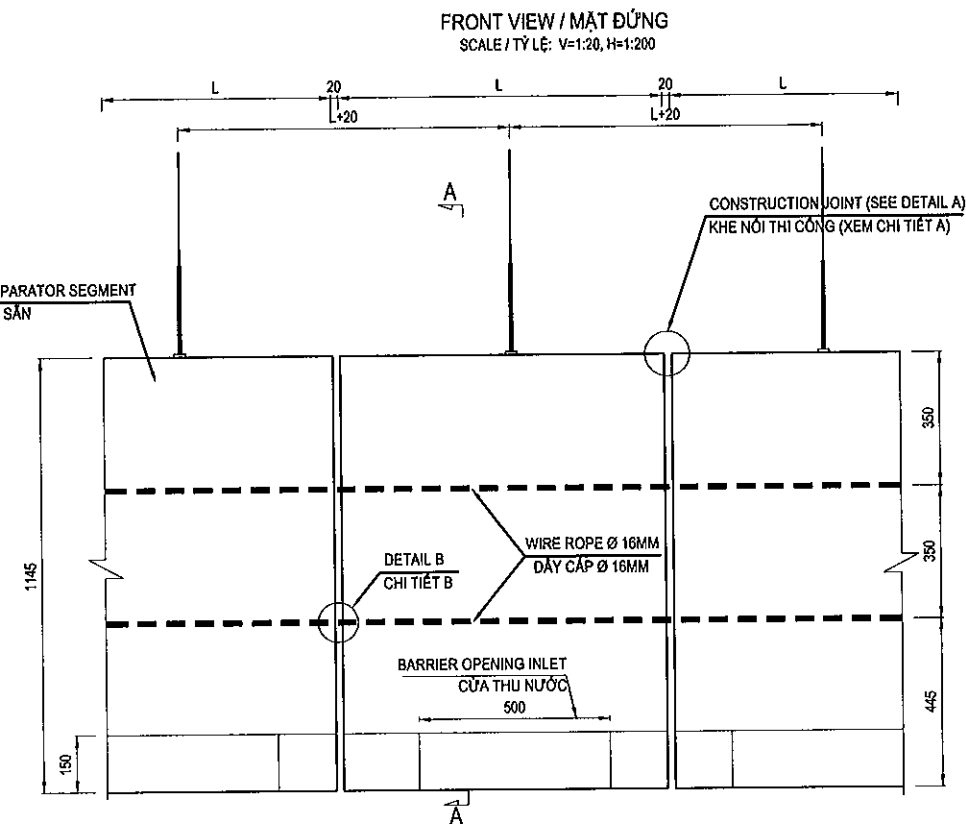 FRONT VIEW / MẶT ĐỨNG
SCALE / TỶ LỆ: V=1:20, H=1:200
L 20 L 20 L
L+20 L+20
A
CONSTRUCTION JOINT (SEE DETAIL A)
KHE NỐI THI CÔNG (XEM CHI TIẾT A)
PARATOR SEGMENT
SẴN
350
WIRE ROPE Ø 16MM
DÂY CÁP Ø 16MM
350
DETAIL B
CHI TIẾT B
1145
BARRIER OPENING INLET
CỬA THU NƯỚC
500
445
150
A